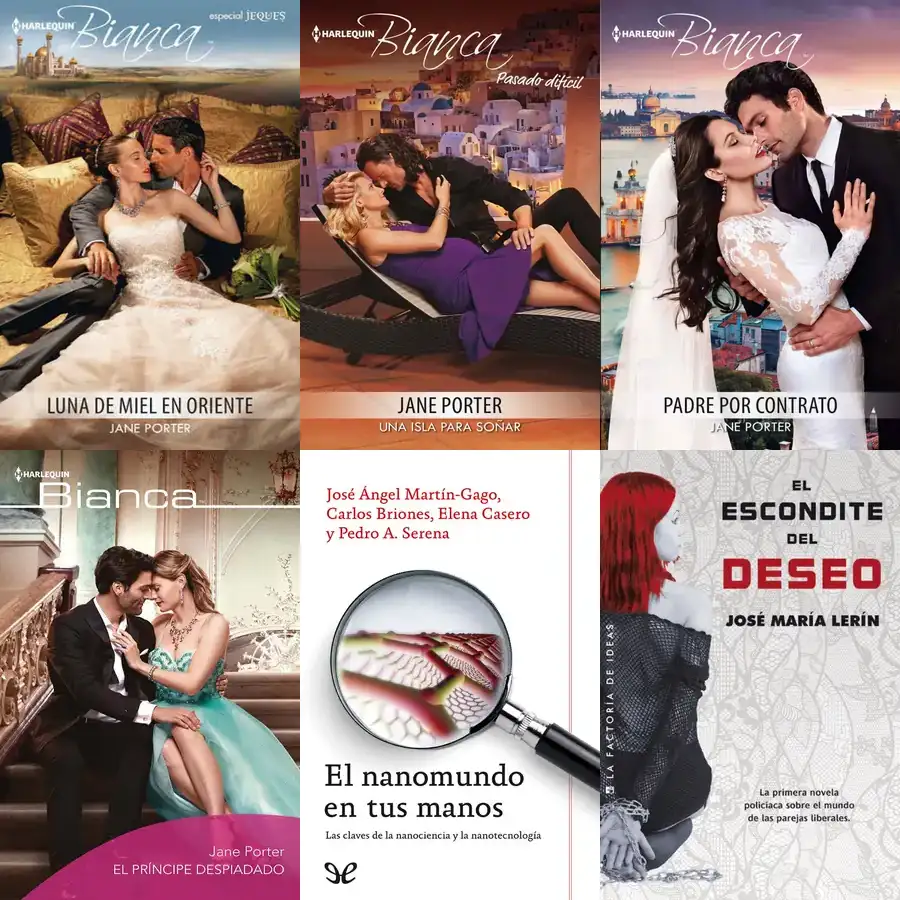 HARLEQUIN
Bianca
especial JEQUES
LUNA DE MIEL EN ORIENTE
JANE PORTER
HARLEQUIN
Bianca
Pasado difícil
JANE PORTER
UNA ISLA PARA SOÑAR
HARLEQUIN
Bianca
PADRE POR CONTRATO
JANE PORTER
HARLEQUIN
Bianca
Jane Porter
EL PRÍNCIPE DESPIADADO
José Ángel Martín-Gago,
Carlos Briones, Elena Casero
y Pedro A. Serena
El nanomundo
en tus manos
Las claves de la nanociencia y la nanotecnología
EL
ESCONDITE
DEL
DESEO
JOSÉ MARÍA LERÍN
LA FACTORÍA DE IDEAS
La primera novela
policiaca sobre el mundo
de las parejas liberales.